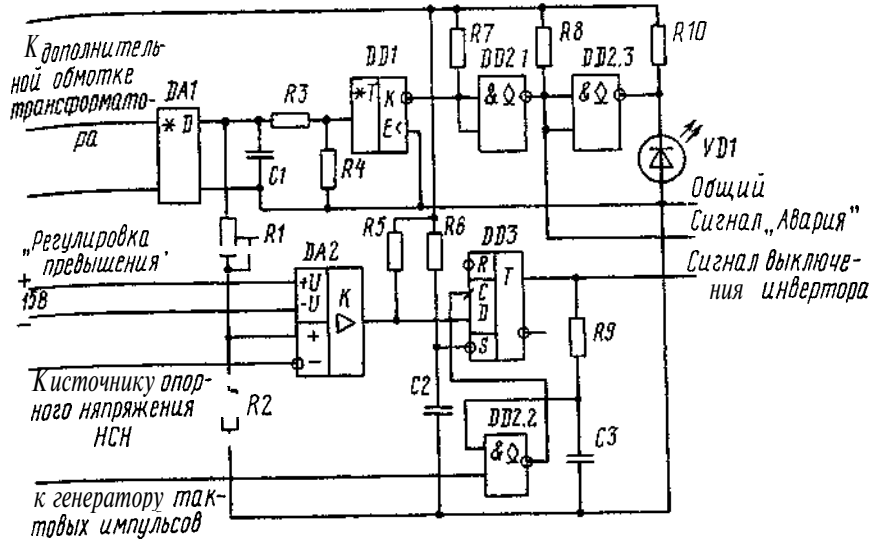 К дополнитель-
ной обмотке
трансформато-
ра
DA1
* D
R3
C1
R4
DD1
*T
K
E<
R7
DD2.1
&
R8
DD2.3
&
R10
VD1
Общий
Сигнал „Авария"
Сигнал выключе-
ния инвертора
„Регулировка
превышения'
+
15В
–
R1
DA2
+U
-U
+
–
K
▷
R5
R6
DD3
R
C
D
S
T
R9
К источнику опор-
ного няпряжения
НСН
R2
C2
DD2.2
&
C3
к генератору так-
товых импульсов